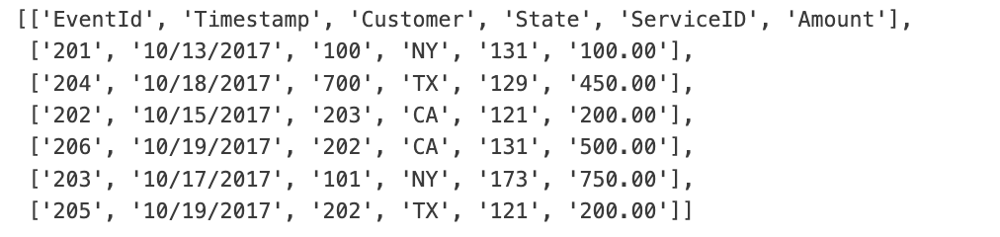 [['EventId', 'Timestamp', 'Customer', 'State', 'ServiceID', 'Amount'],
['201', '10/13/2017', '100', 'NY', '131', '100.00'],
['204', '10/18/2017', '700', 'TX', '129', '450.00'],
['202', '10/15/2017', '203', 'CA', '121', '200.00'],
['206', '10/19/2017', '202', 'CA', '131', '500.00'],
['203', '10/17/2017', '101', 'NY', '173', '750.00'],
['205', '10/19/2017', '202', 'TX', '121', '200.00']]